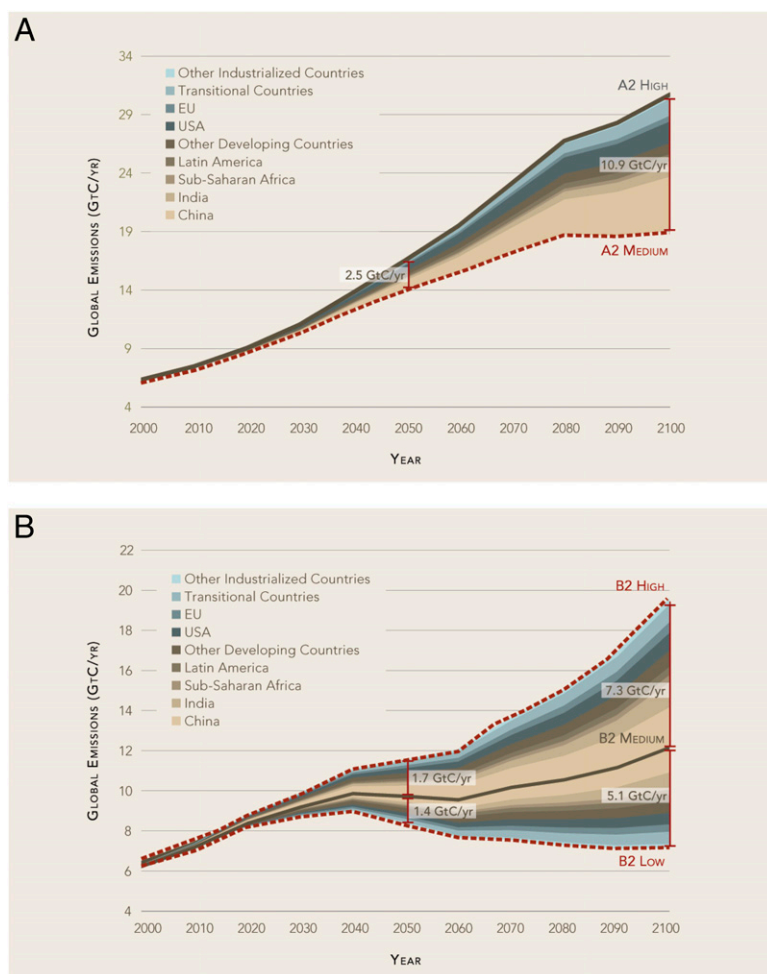 A
34
29
24
19
14
9
4
GLOBAL EMISSIONS (GTC/YR)
Other Industrialized Countries
Transitional Countries
EU
USA
Other Developing Countries
Latin America
Sub-Saharan Africa
India
China
A2 HIGH
10.9 GtC/yr
A2 MEDIUM
2.5 GtC/yr
2000 2010 2020 2030 2040 2050 2060 2070 2080 2090 2100
YEAR
B
22
20
18
16
14
12
10
8
6
4
GLOBAL EMISSIONS (GTC/YR)
Other Industrialized Countries
Transitional Countries
EU
USA
Other Developing Countries
Latin America
Sub-Saharan Africa
India
China
B2 HIGH
7.3 GtC/yr
B2 MEDIUM
1.7 GtC/yr
1.4 GtC/yr
5.1 GtC/yr
B2 LOW
2000 2010 2020 2030 2040 2050 2060 2070 2080 2090 2100
YEAR